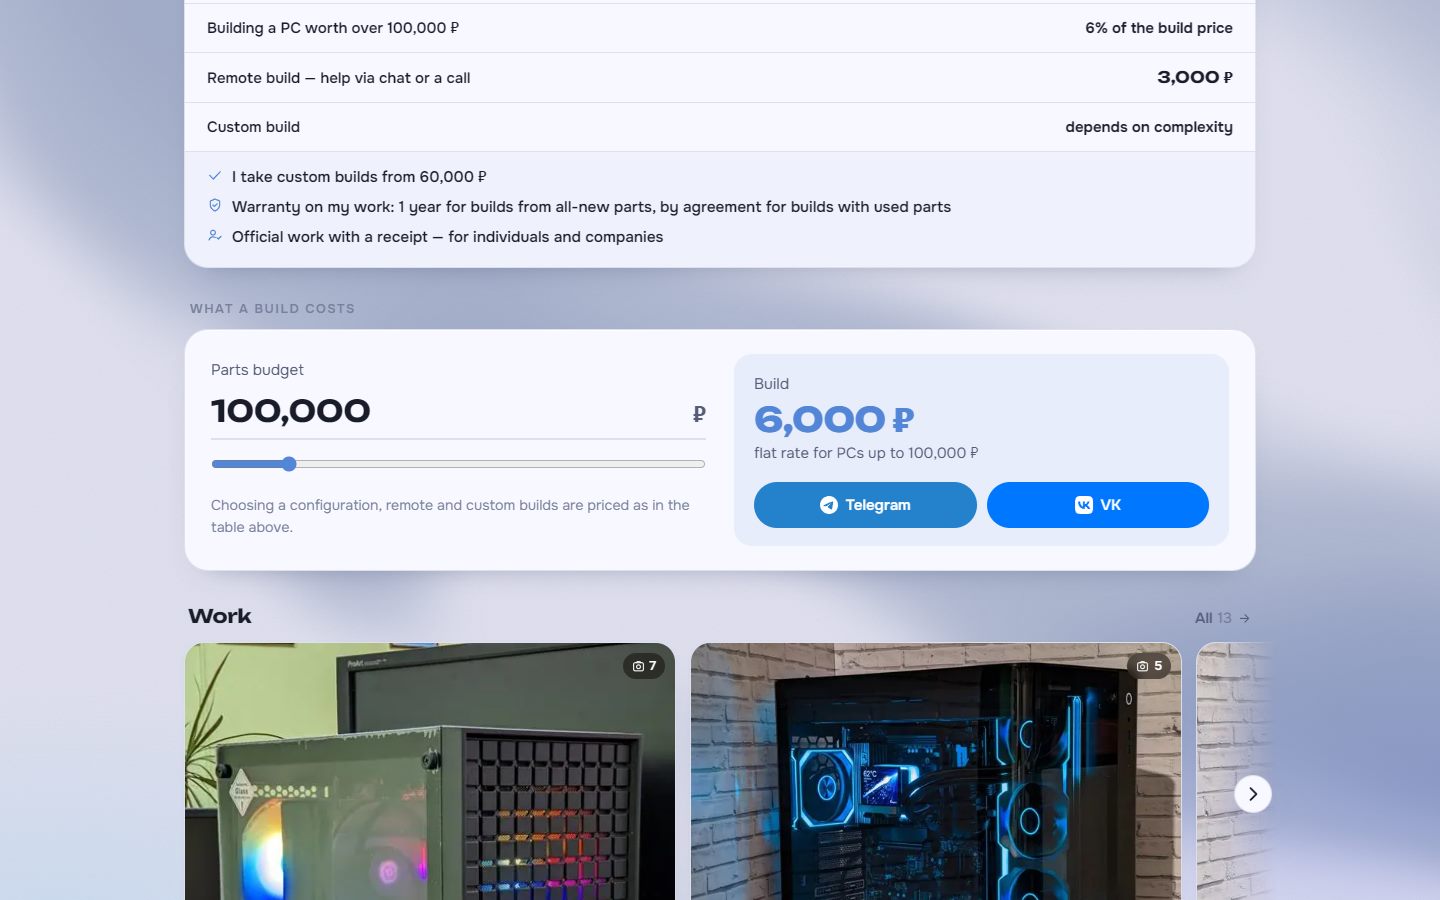 Building a PC worth over 100,000 ₽
6% of the build price
Remote build — help via chat or a call
3,000 ₽
Custom build
depends on complexity
I take custom builds from 60,000 ₽
Warranty on my work: 1 year for builds from all-new parts, by agreement for builds with used parts
Official work with a receipt — for individuals and companies
WHAT A BUILD COSTS
Parts budget
100,000 ₽
Choosing a configuration, remote and custom builds are priced as in the
table above.
Build
6,000 ₽
flat rate for PCs up to 100,000 ₽
Telegram
VK
Work
All 13 →
7
5
ProArt
62°C